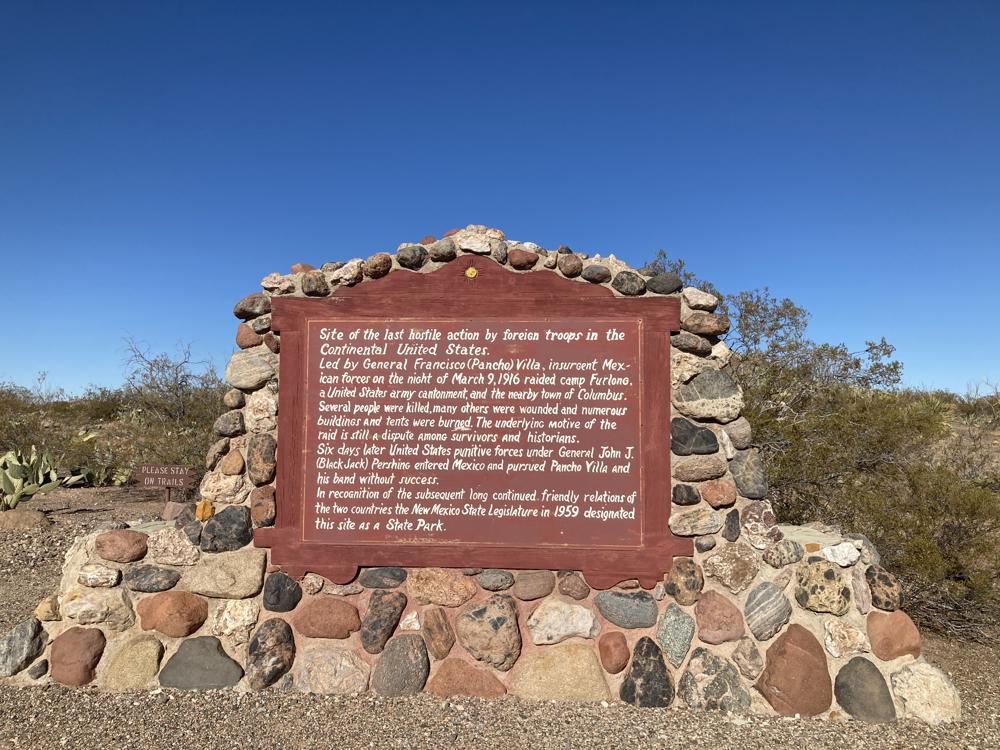 Site of the last hostile action by foreign troops in the
Continental United States.
Led by General Francisco (Pancho) Villa, insurgent Mex-
ican forces on the night of March 9, 1916 raided camp Furlong,
a United States army cantonment, and the nearby town of Columbus.
Several people were killed, many others were wounded and numerous
buildings and tents were burned. The underlying motive of the
raid is still a dispute among survivors and historians.
Six days later United States punitive forces under General John J.
(Black Jack) Pershing entered Mexico and pursued Pancho Villa and
his band without success.
In recognition of the subsequent long continued friendly relations of
the two countries the New Mexico State Legislature in 1959 designated
this site as a State Park.
PLEASE STAY
ON TRAILS